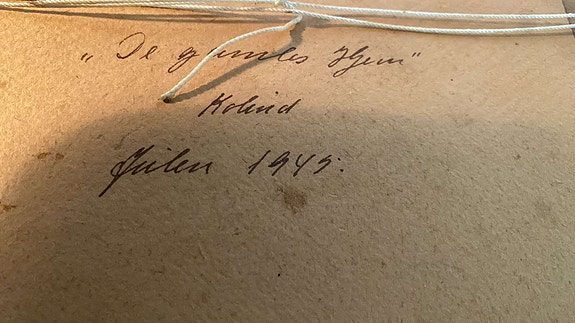 „De gamles Hjem"
Kolind
Julen 1945.